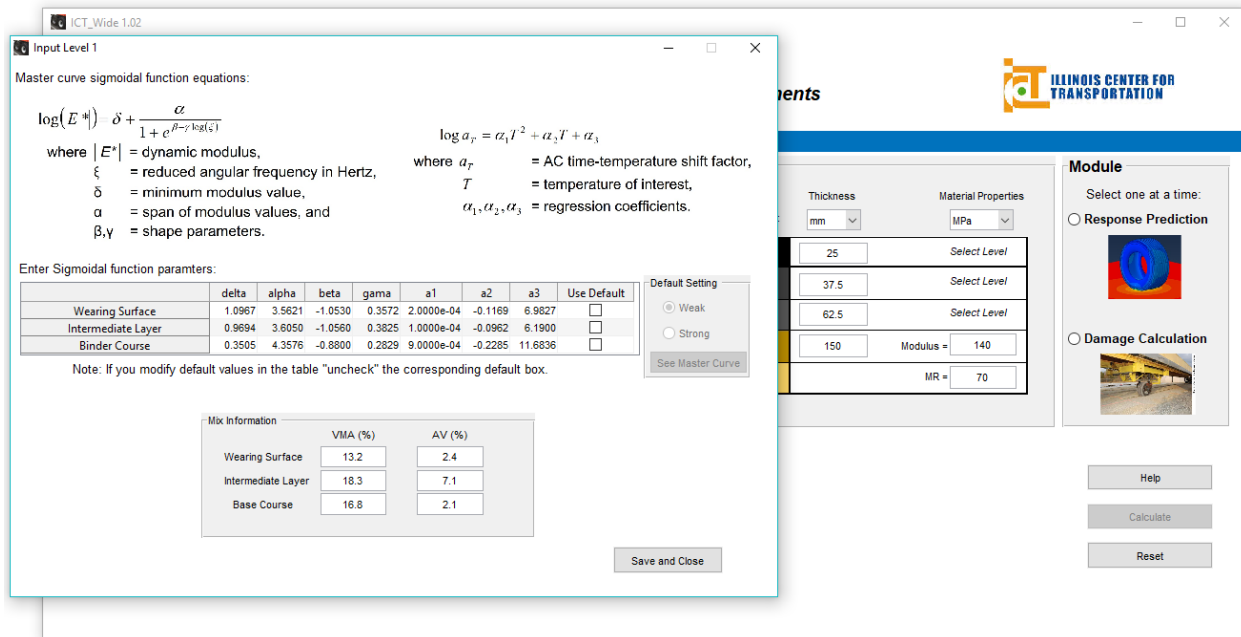 ICT_Wide 1.02
Input Level 1
Master curve sigmoidal function equations:
log(|E*|) = δ + α / (1 + e^(β−γ log(ξ)))
where |E*| = dynamic modulus,
ξ = reduced angular frequency in Hertz,
δ = minimum modulus value,
α = span of modulus values, and
β,γ = shape parameters.
log a_T = α₁T² + α₂T + α₃
where a_T = AC time-temperature shift factor,
T = temperature of interest,
α₁, α₂, α₃ = regression coefficients.
Enter Sigmoidal function paramters:
delta alpha beta gama a1 a2 a3 Use Default
Wearing Surface 1.0967 3.5621 -1.0530 0.3572 2.0000e-04 -0.1169 6.9827
Intermediate Layer 0.9694 3.6050 -1.0560 0.3825 1.0000e-04 -0.0962 6.1900
Binder Course 0.3505 4.3576 -0.8800 0.2829 9.0000e-04 -0.2285 11.6836
Note: If you modify default values in the table "uncheck" the corresponding default box.
Default Setting
Weak
Strong
See Master Curve
Mix Information
VMA (%) AV (%)
Wearing Surface 13.2 2.4
Intermediate Layer 18.3 7.1
Base Course 16.8 2.1
Save and Close
ents
ICT ILLINOIS CENTER FOR
TRANSPORTATION
Thickness Material Properties
mm MPa
25 Select Level
37.5 Select Level
62.5 Select Level
150 Modulus = 140
MR = 70
Module
Select one at a time:
Response Prediction
Damage Calculation
Help
Calculate
Reset